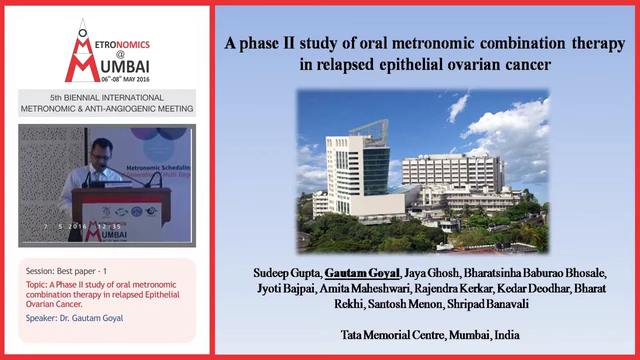 METRONOMICS
@
MUMBAI
06th-08th MAY 2016
5th BIENNIAL INTERNATIONAL
METRONOMIC & ANTI-ANGIOGENIC MEETING
Metronomic Scheduling
MUMBAI
7 5 2016 12:35
Session: Best paper - 1
Topic: A Phase II study of oral metronomic
combination therapy in relapsed Epithelial
Ovarian Cancer.
Speaker: Dr. Gautam Goyal
A phase II study of oral metronomic combination therapy
in relapsed epithelial ovarian cancer
Sudeep Gupta, Gautam Goyal, Jaya Ghosh, Bharatsinha Baburao Bhosale,
Jyoti Bajpai, Amita Maheshwari, Rajendra Kerkar, Kedar Deodhar, Bharat
Rekhi, Santosh Menon, Shripad Banavali
Tata Memorial Centre, Mumbai, India